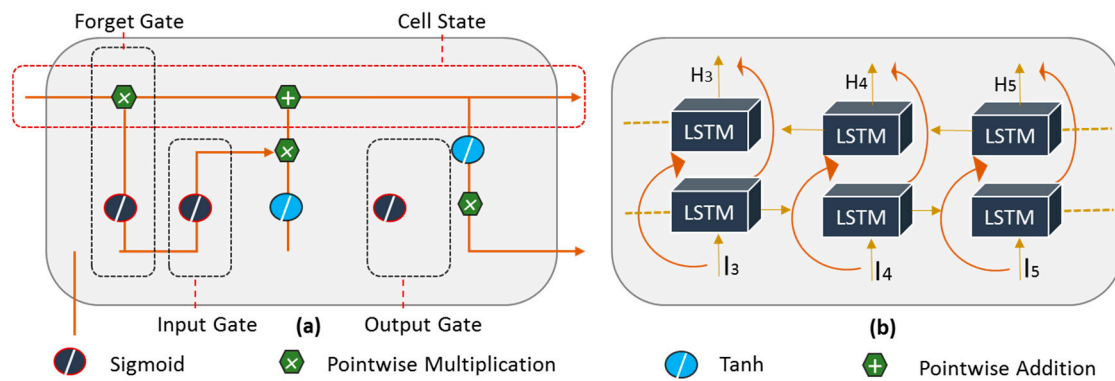 Forget Gate
Cell State
Input Gate
(a)
Output Gate
H3
H4
H5
LSTM
LSTM
LSTM
LSTM
LSTM
LSTM
I3
I4
I5
(b)
Sigmoid
Pointwise Multiplication
Tanh
Pointwise Addition